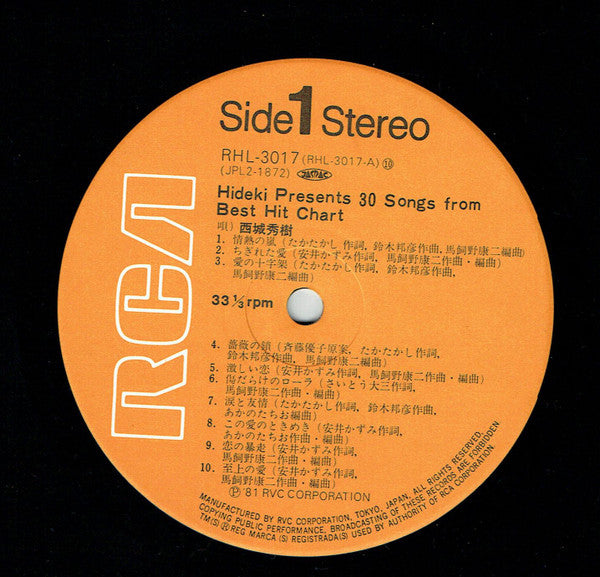 RCA
Side 1 Stereo
RHL-3017 (RHL-3017-A) ⑩
(JPL2-1872)
Hideki Presents 30 Songs from
Best Hit Chart
唄) 西城秀樹
1. 情熱の嵐 (たかたかし 作詞, 鈴木邦彦作曲, 馬飼野康二編曲)
2. ちぎれた愛 (安井かずみ作詞, 馬飼野康二作曲・編曲)
3. 愛の十字架 (たかたかし 作詞, 鈴木邦彦作曲,
馬飼野康二編曲)
33 1/3 rpm
4. 薔薇の鎖 (斉藤優子原案, たかたかし作詞,
鈴木邦彦作曲, 馬飼野康二編曲)
5. 激しい恋 (安井かずみ作詞, 馬飼野康二作曲・編曲)
6. 傷だらけのローラ (さいとう大三作詞,
馬飼野康二作曲・編曲)
7. 涙と友情 (たかたかし作詞, 鈴木邦彦作曲,
あかのたちお編曲)
8. この愛のときめき (安井かずみ作詞,
あかのたちお作曲・編曲)
9. 恋の暴走 (安井かずみ作詞,
馬飼野康二作曲・編曲)
10. 至上の愛 (安井かずみ作詞,
馬飼野康二作曲・編曲)
Ⓟ '81 RVC CORPORATION
MANUFACTURED BY RVC CORPORATION, TOKYO, JAPAN, ALL RIGHTS RESERVED,
COPYING PUBLIC PERFORMANCE, BROADCASTING OF THESE RECORDS ARE FORBIDDEN
TM(S) ® REG MARCA (S) REGISTRADA(S) USED BY AUTHORITY OF RCA CORPORATION.